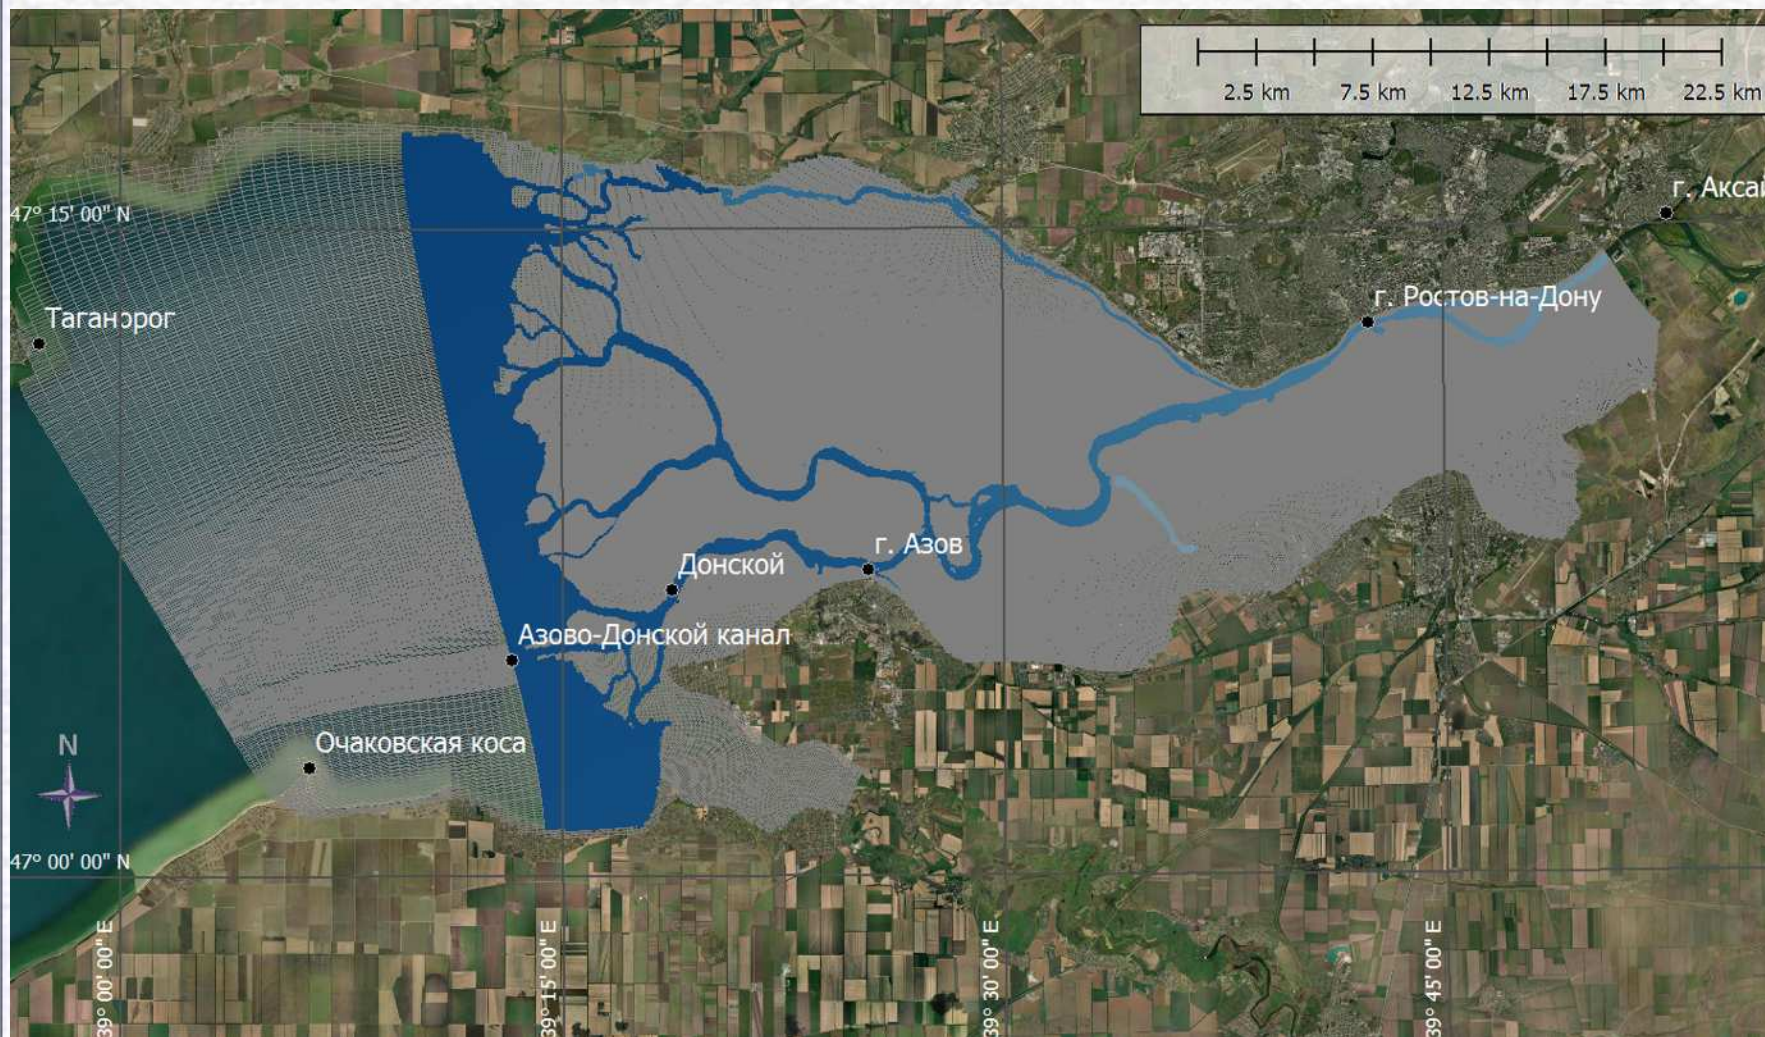 2.5 km 7.5 km 12.5 km 17.5 km 22.5 km
г. Аксай
47° 15' 00" N
г. Ростов-на-Дону
Таганрог
г. Азов
Донской
Азово-Донской канал
N
Очаковская коса
47° 00' 00" N
39° 00' 00" E
39° 15' 00" E
39° 30' 00" E
39° 45' 00" E